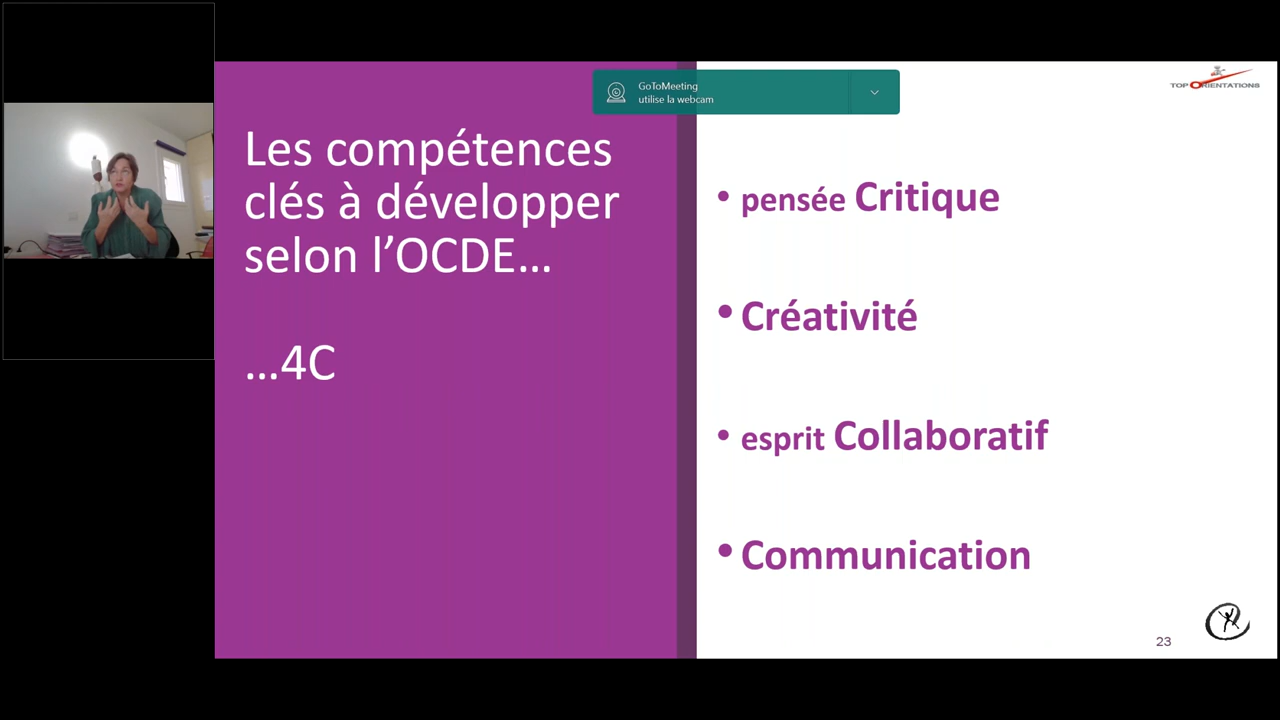 GoToMeeting
utilise la webcam
TOP ORIENTATIONS
Les compétences
clés à développer
selon l’OCDE…
…4C
• pensée Critique
• Créativité
• esprit Collaboratif
• Communication
23